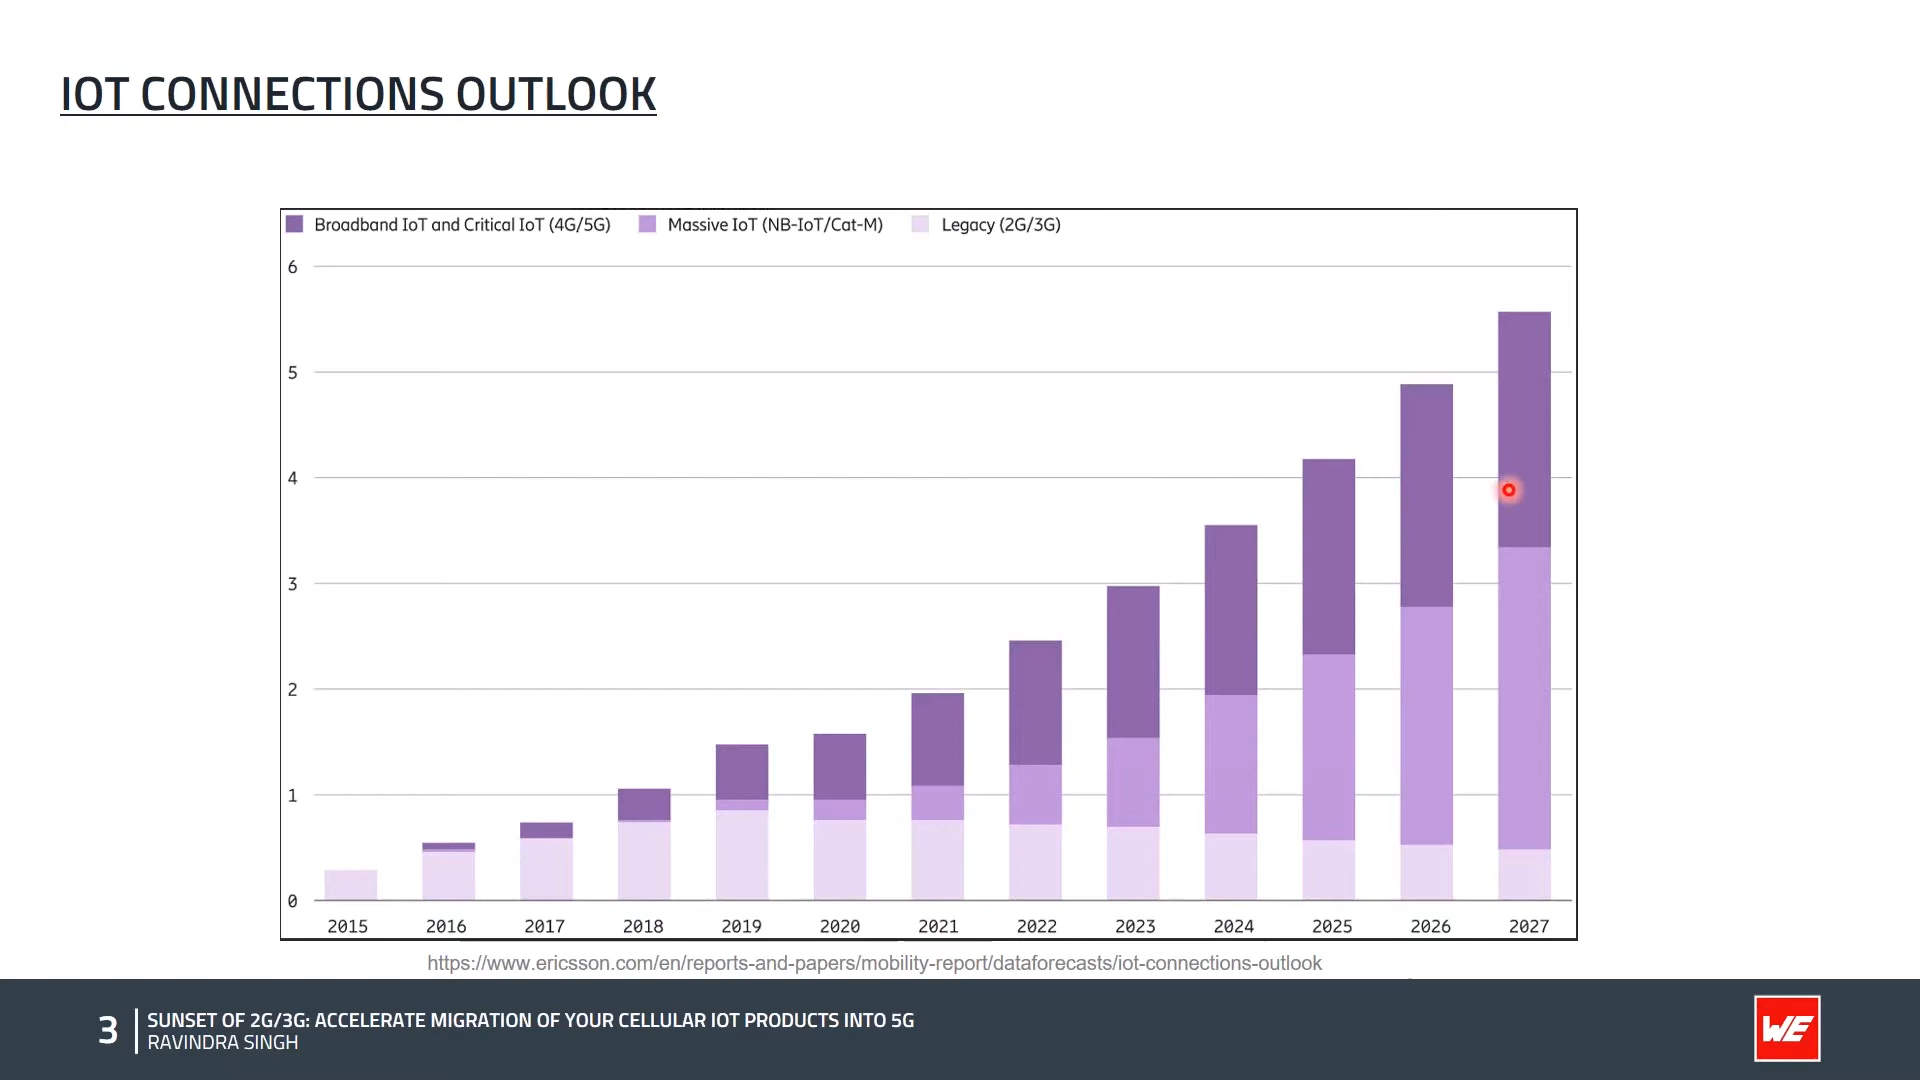 IOT CONNECTIONS OUTLOOK
Broadband IoT and Critical IoT (4G/5G) Massive IoT (NB-IoT/Cat-M) Legacy (2G/3G)
6
5
4
3
2
1
0
2015 2016 2017 2018 2019 2020 2021 2022 2023 2024 2025 2026 2027
https://www.ericsson.com/en/reports-and-papers/mobility-report/dataforecasts/iot-connections-outlook
3
SUNSET OF 2G/3G: ACCELERATE MIGRATION OF YOUR CELLULAR IOT PRODUCTS INTO 5G
RAVINDRA SINGH
WE